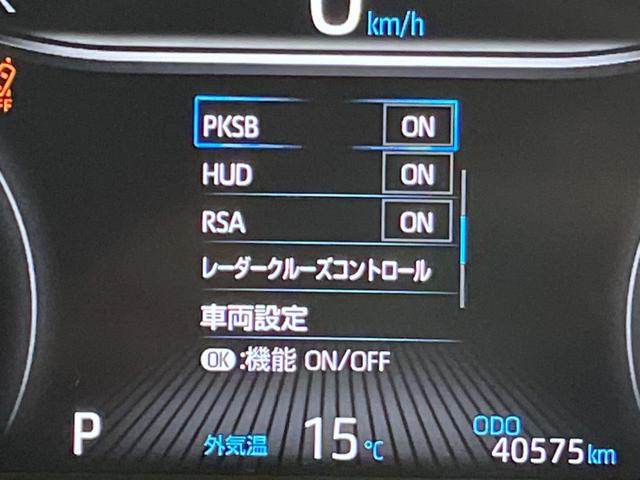 0 km/h
PKSB ON
HUD ON
RSA ON
レーダークルーズコントロール
車両設定
OK:機能 ON/OFF
P 外気温 15℃ ODO 40575km